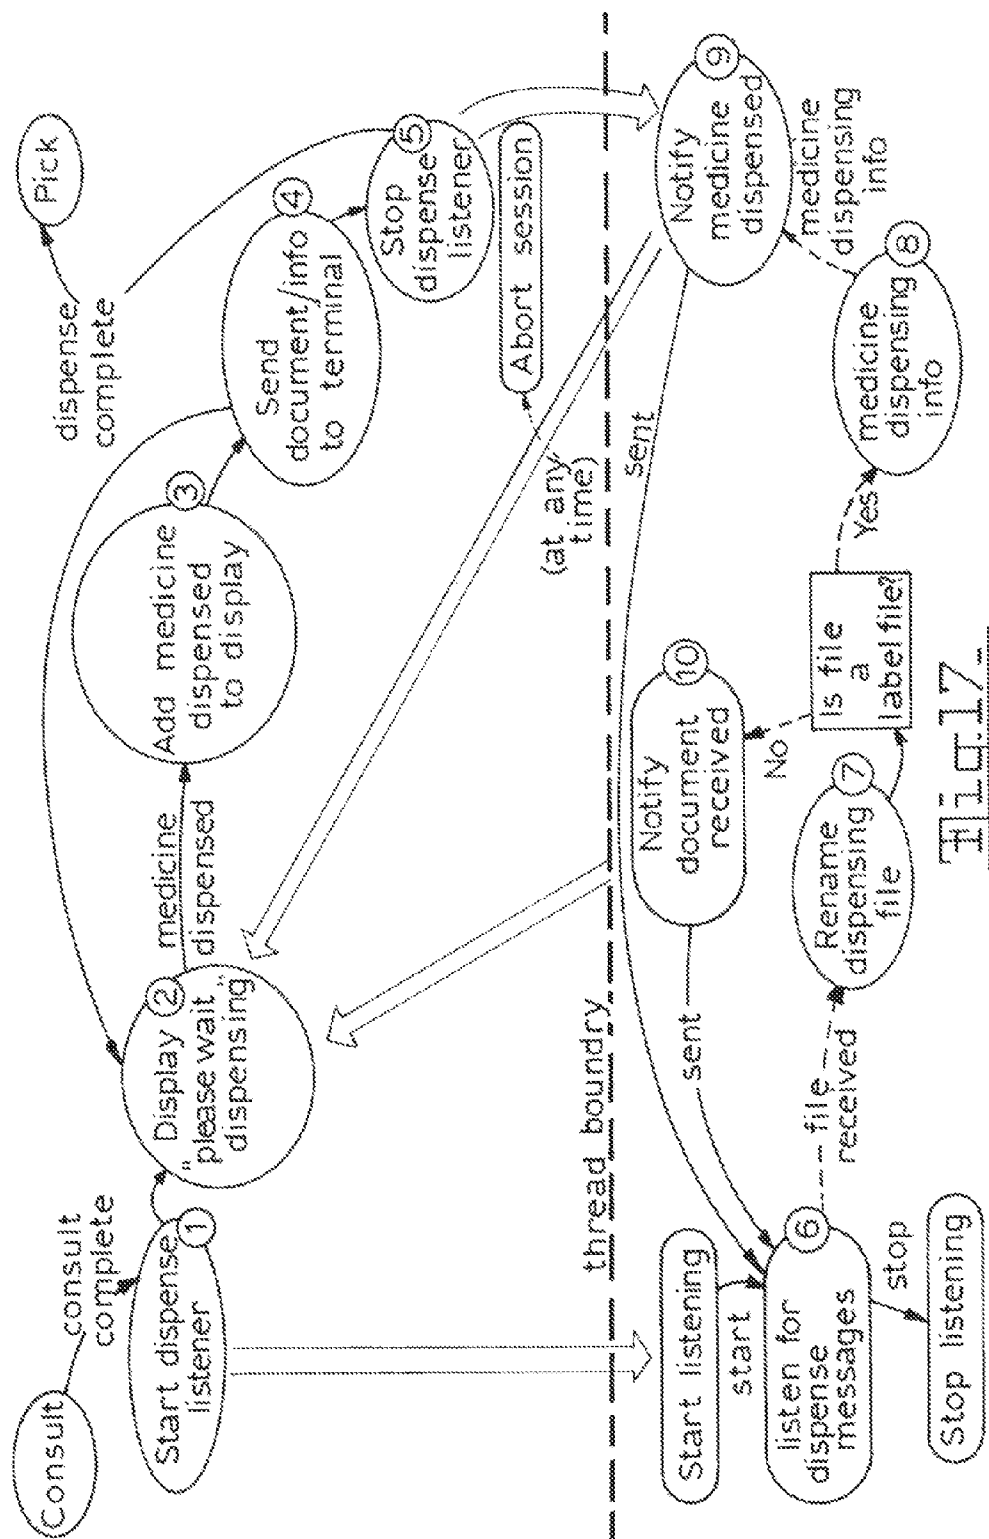 Consult
consult
complete
Start dispense
listener
1
Display
"please wait"
dispensing"
2
medicine
dispensed
Add medicine
dispensed
to display
3
Send
document/info
to terminal
4
Stop
dispense
listener
5
dispense
complete
Pick
Abort session
(at any
time)
thread boundry
Start listening
start
listen for
dispense
messages
6
stop
Stop listening
file
received
Rename
dispensing
file
7
Is file
a
label file?
No
Notify
document
received
10
sent
Yes
medicine
dispensing
info
8
medicine
dispensing
info
Notify
medicine
dispensed
9
sent
Fig.17.